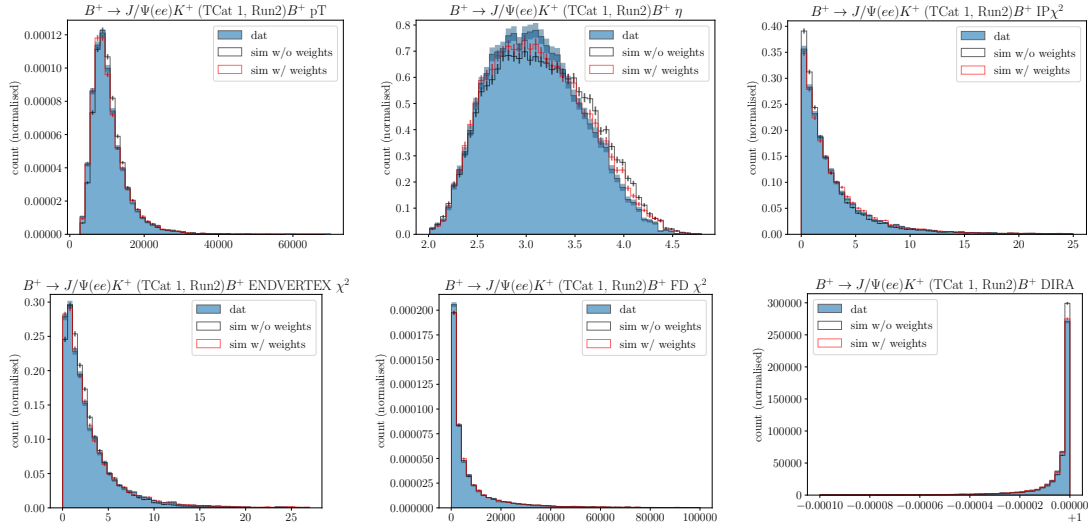 B⁺ → J/Ψ(ee)K⁺ (TCat 1, Run2)B⁺ pT
count (normalised)
0.00012
0.00010
0.00008
0.00006
0.00004
0.00002
0.00000
dat
sim w/o weights
sim w/ weights
0 20000 40000 60000
B⁺ → J/Ψ(ee)K⁺ (TCat 1, Run2)B⁺ η
count (normalised)
0.8
0.7
0.6
0.5
0.4
0.3
0.2
0.1
0.0
dat
sim w/o weights
sim w/ weights
2.0 2.5 3.0 3.5 4.0 4.5
B⁺ → J/Ψ(ee)K⁺ (TCat 1, Run2)B⁺ IPχ²
count (normalised)
0.40
0.35
0.30
0.25
0.20
0.15
0.10
0.05
0.00
dat
sim w/o weights
sim w/ weights
0 5 10 15 20 25
B⁺ → J/Ψ(ee)K⁺ (TCat 1, Run2)B⁺ ENDVERTEX χ²
count (normalised)
0.30
0.25
0.20
0.15
0.10
0.05
0.00
dat
sim w/o weights
sim w/ weights
0 5 10 15 20 25
B⁺ → J/Ψ(ee)K⁺ (TCat 1, Run2)B⁺ FD χ²
count (normalised)
0.000200
0.000175
0.000150
0.000125
0.000100
0.000075
0.000050
0.000025
0.000000
dat
sim w/o weights
sim w/ weights
0 20000 40000 60000 80000 100000
B⁺ → J/Ψ(ee)K⁺ (TCat 1, Run2)B⁺ DIRA
count (normalised)
300000
250000
200000
150000
100000
50000
0
dat
sim w/o weights
sim w/ weights
−0.00010 −0.00008 −0.00006 −0.00004 −0.00002 0.00000
+1